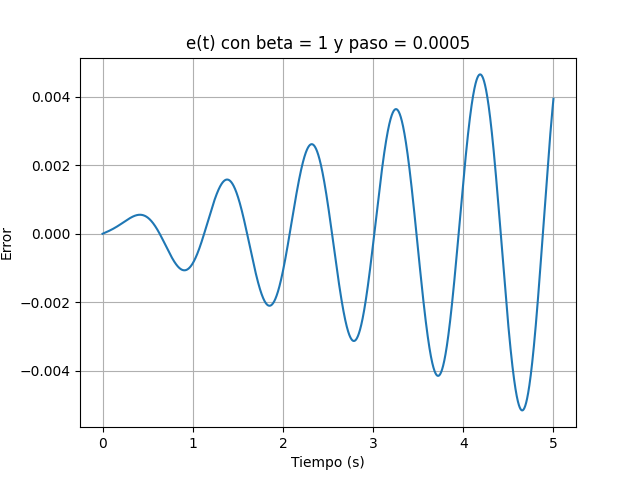 e(t) con beta = 1 y paso = 0.0005
0.004
0.002
0.000
−0.002
−0.004
Error
0 1 2 3 4 5
Tiempo (s)